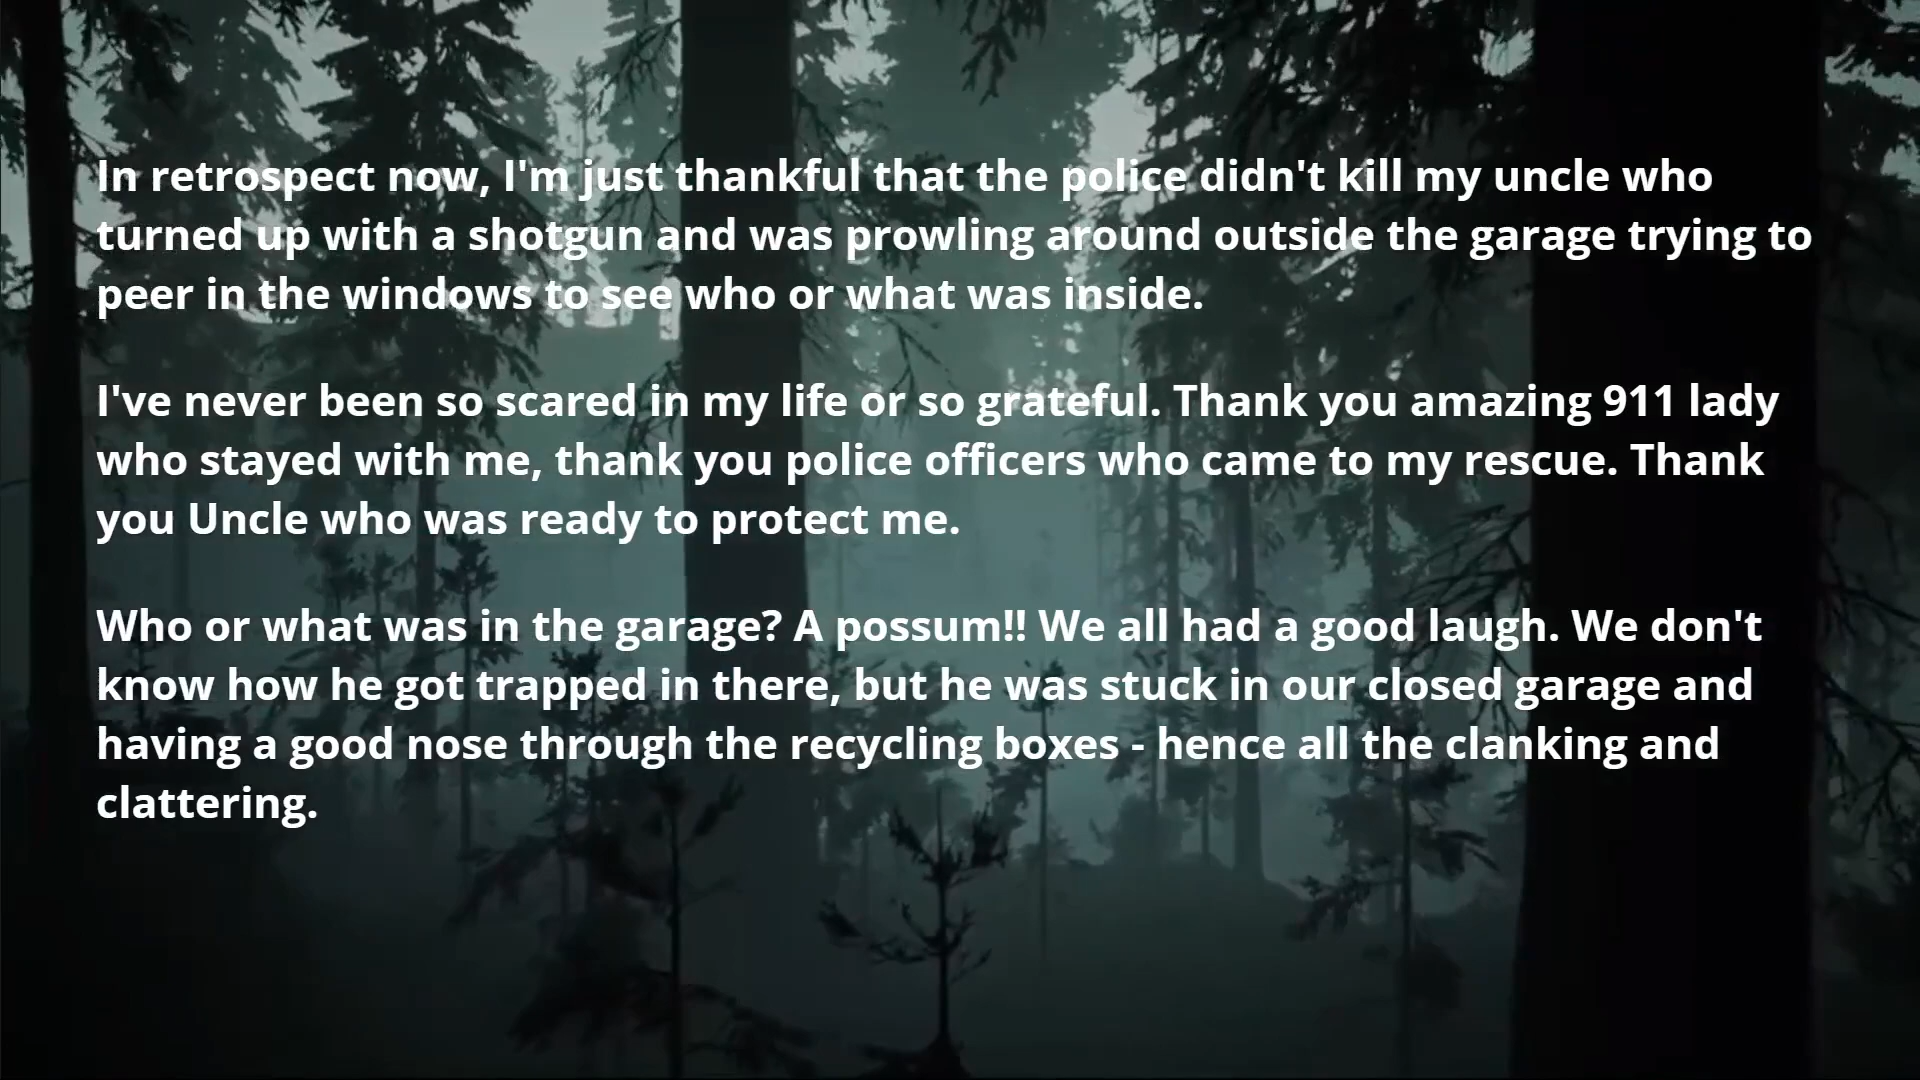 In retrospect now, I'm just thankful that the police didn't kill my uncle who
turned up with a shotgun and was prowling around outside the garage trying to
peer in the windows to see who or what was inside.
I've never been so scared in my life or so grateful. Thank you amazing 911 lady
who stayed with me, thank you police officers who came to my rescue. Thank
you Uncle who was ready to protect me.
Who or what was in the garage? A possum!! We all had a good laugh. We don't
know how he got trapped in there, but he was stuck in our closed garage and
having a good nose through the recycling boxes - hence all the clanking and
clattering.